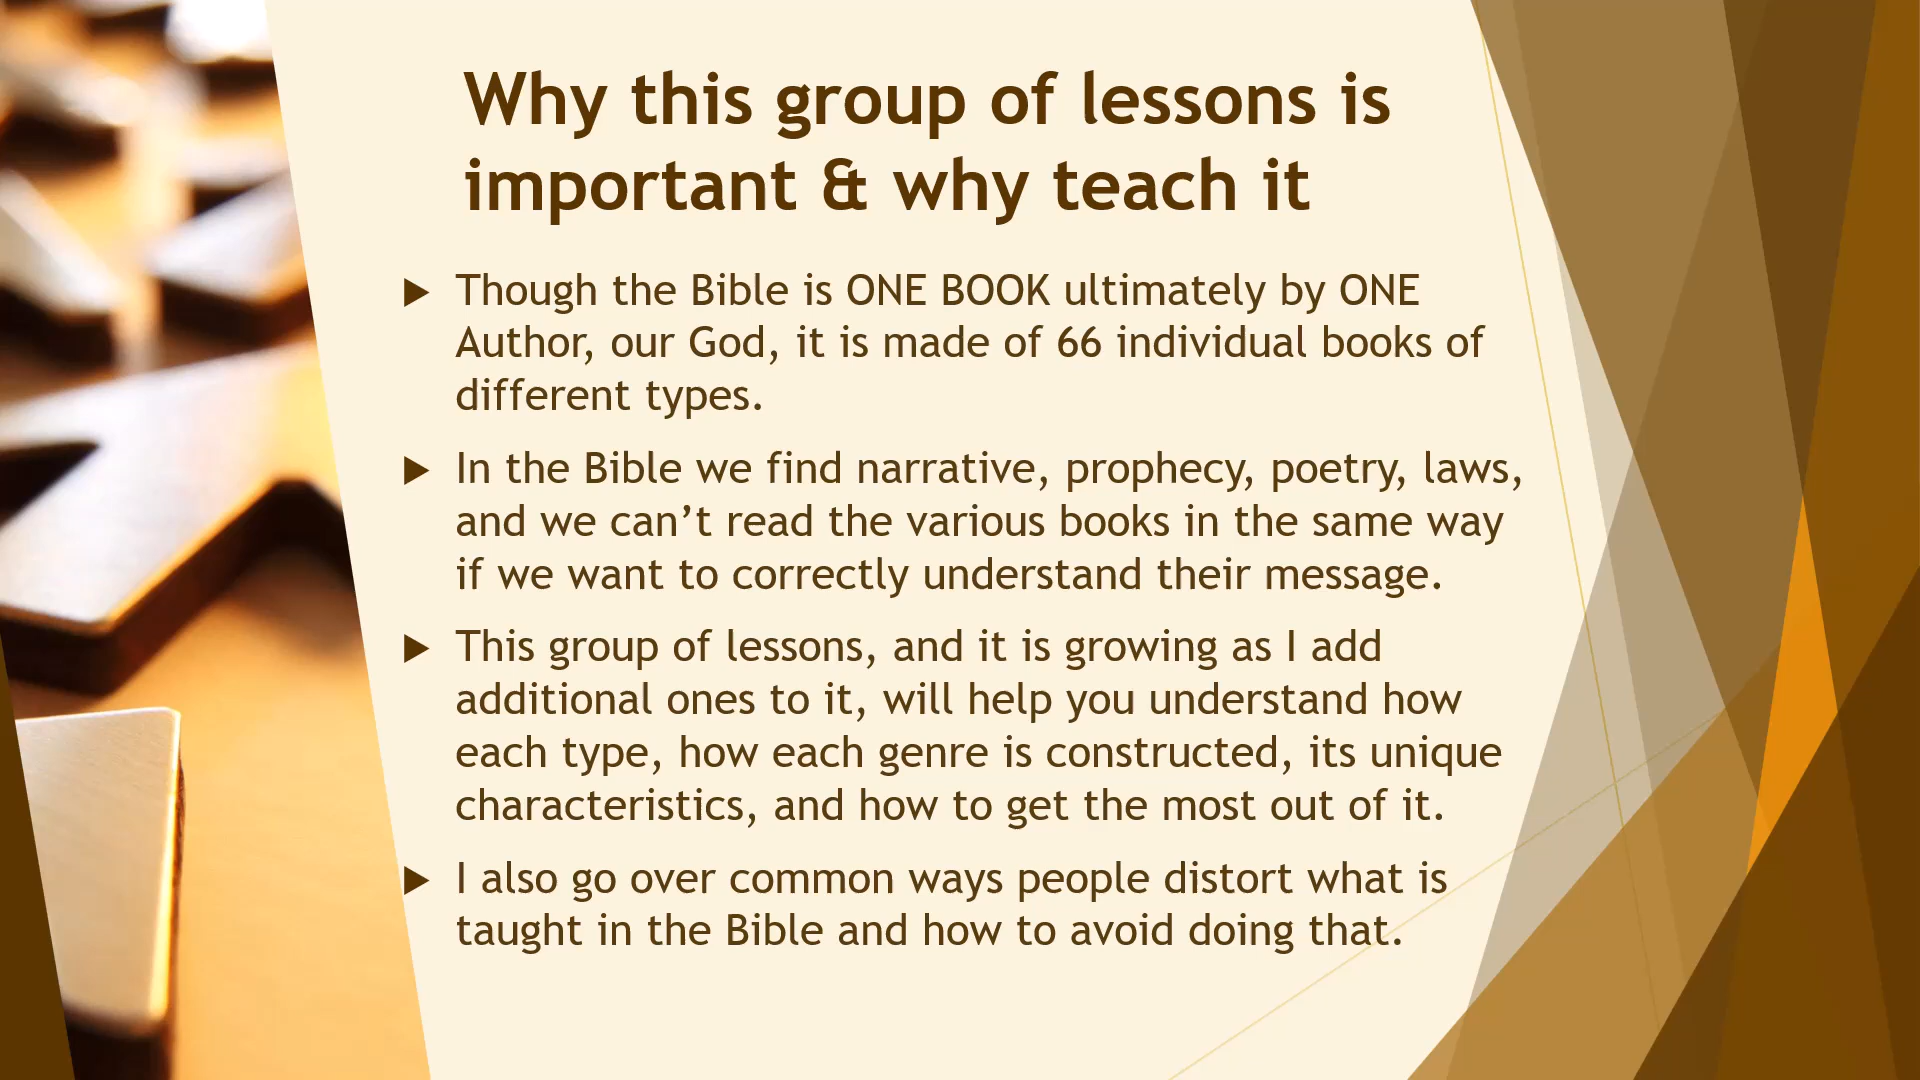 Why this group of lessons is
important & why teach it
Though the Bible is ONE BOOK ultimately by ONE
Author, our God, it is made of 66 individual books of
different types.
In the Bible we find narrative, prophecy, poetry, laws,
and we can’t read the various books in the same way
if we want to correctly understand their message.
This group of lessons, and it is growing as I add
additional ones to it, will help you understand how
each type, how each genre is constructed, its unique
characteristics, and how to get the most out of it.
I also go over common ways people distort what is
taught in the Bible and how to avoid doing that.